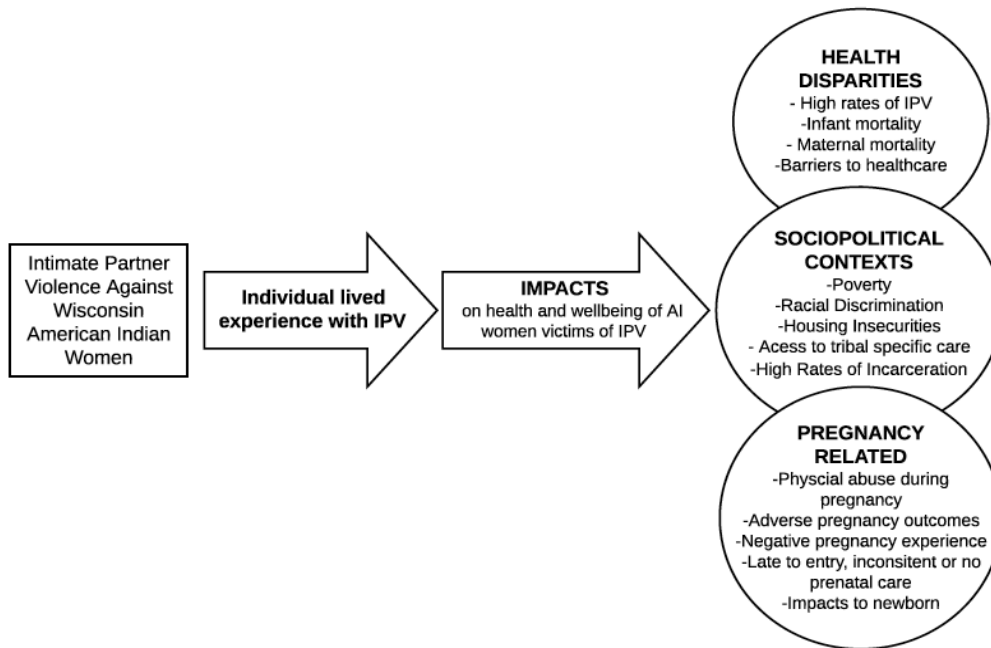 Intimate Partner
Violence Against
Wisconsin
American Indian
Women
Individual lived
experience with IPV
IMPACTS
on health and wellbeing of AI
women victims of IPV
HEALTH
DISPARITIES
- High rates of IPV
-Infant mortality
- Maternal mortality
-Barriers to healthcare
SOCIOPOLITICAL
CONTEXTS
-Poverty
-Racial Discrimination
-Housing Insecurities
- Acess to tribal specific care
-High Rates of Incarceration
PREGNANCY
RELATED
-Physcial abuse during
pregnancy
-Adverse pregnancy outcomes
-Negative pregnancy experience
-Late to entry, inconsitent or no
prenatal care
-Impacts to newborn